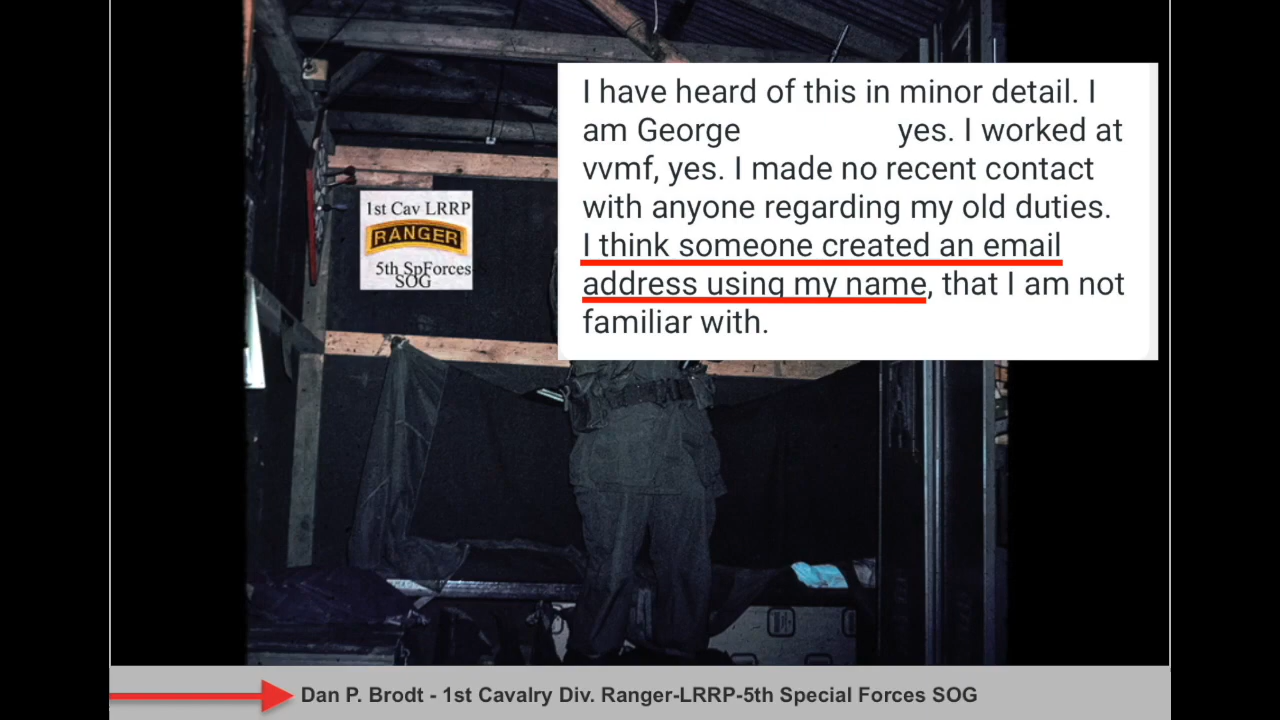 1st Cav LRRP
RANGER
5th SpForces
SOG
I have heard of this in minor detail. I
am George yes. I worked at
vvmf, yes. I made no recent contact
with anyone regarding my old duties.
I think someone created an email
address using my name, that I am not
familiar with.
Dan P. Brodt - 1st Cavalry Div. Ranger-LRRP-5th Special Forces SOG